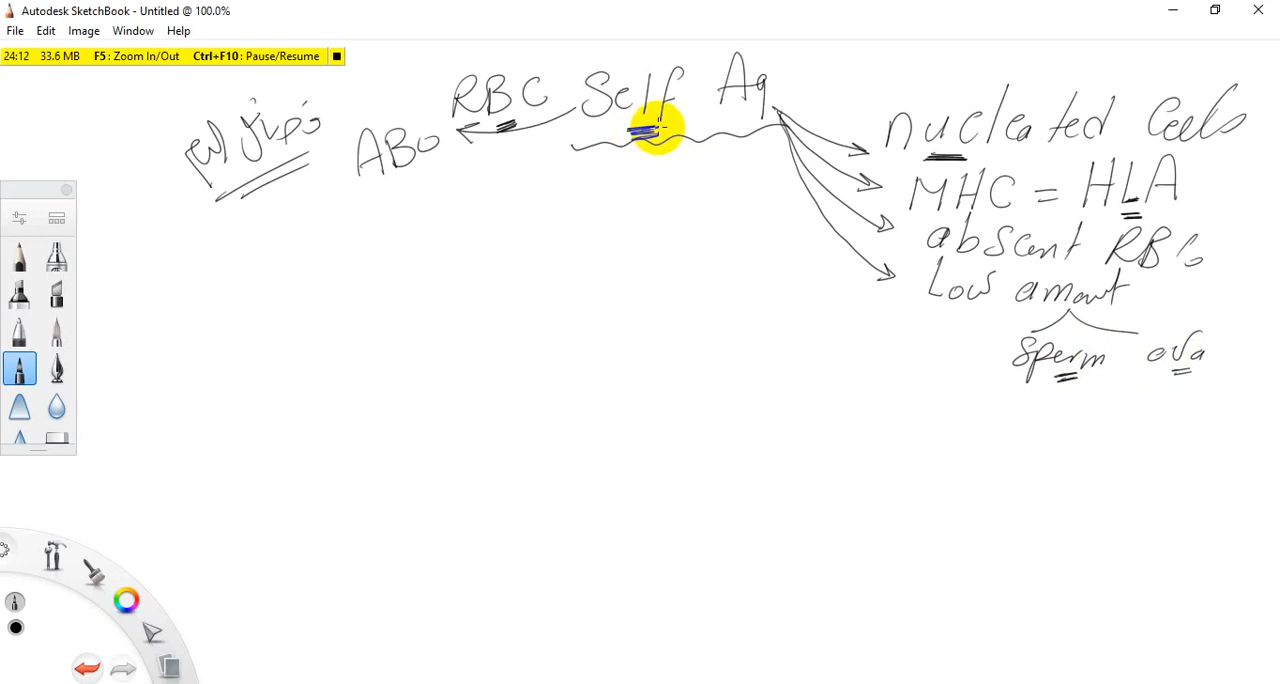 Autodesk SketchBook - Untitled @ 100.0%
File Edit Image Window Help
24:12 33.6 MB F5: Zoom In/Out Ctrl+F10: Pause/Resume
RBC Self Ag
ABO
nucleated Cells
MHC = HLA
abscent RBCs
Low amount
sperm ova